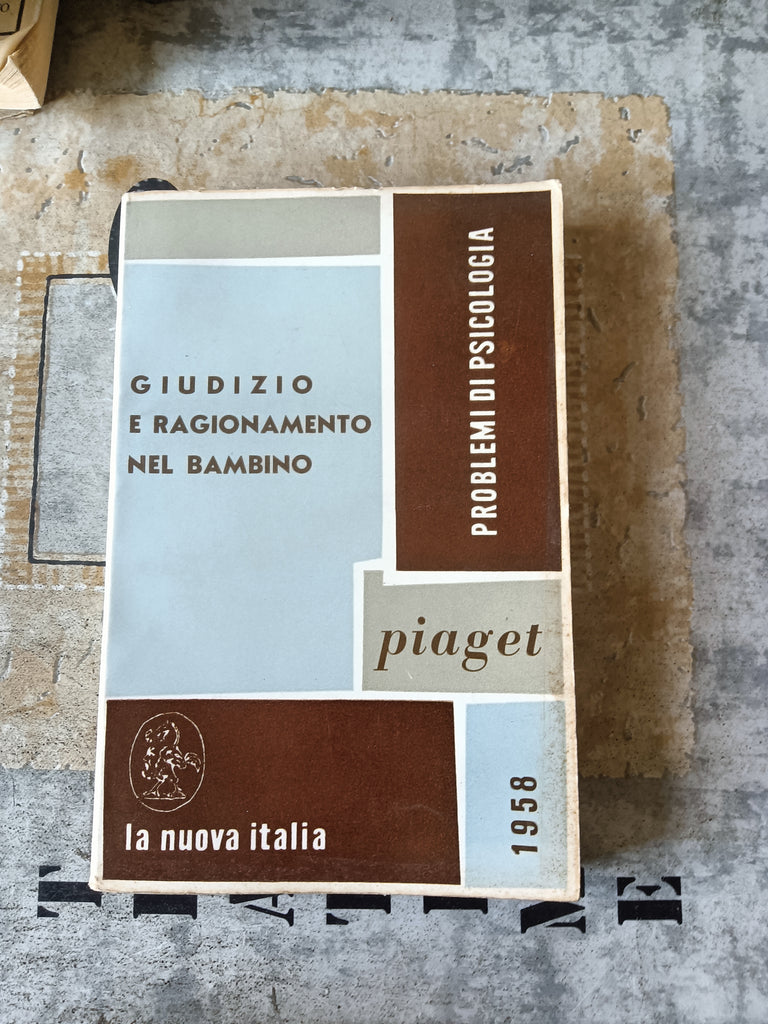 GIUDIZIO
E RAGIONAMENTO
NEL BAMBINO
PROBLEMI DI PSICOLOGIA
piaget
la nuova italia
1958